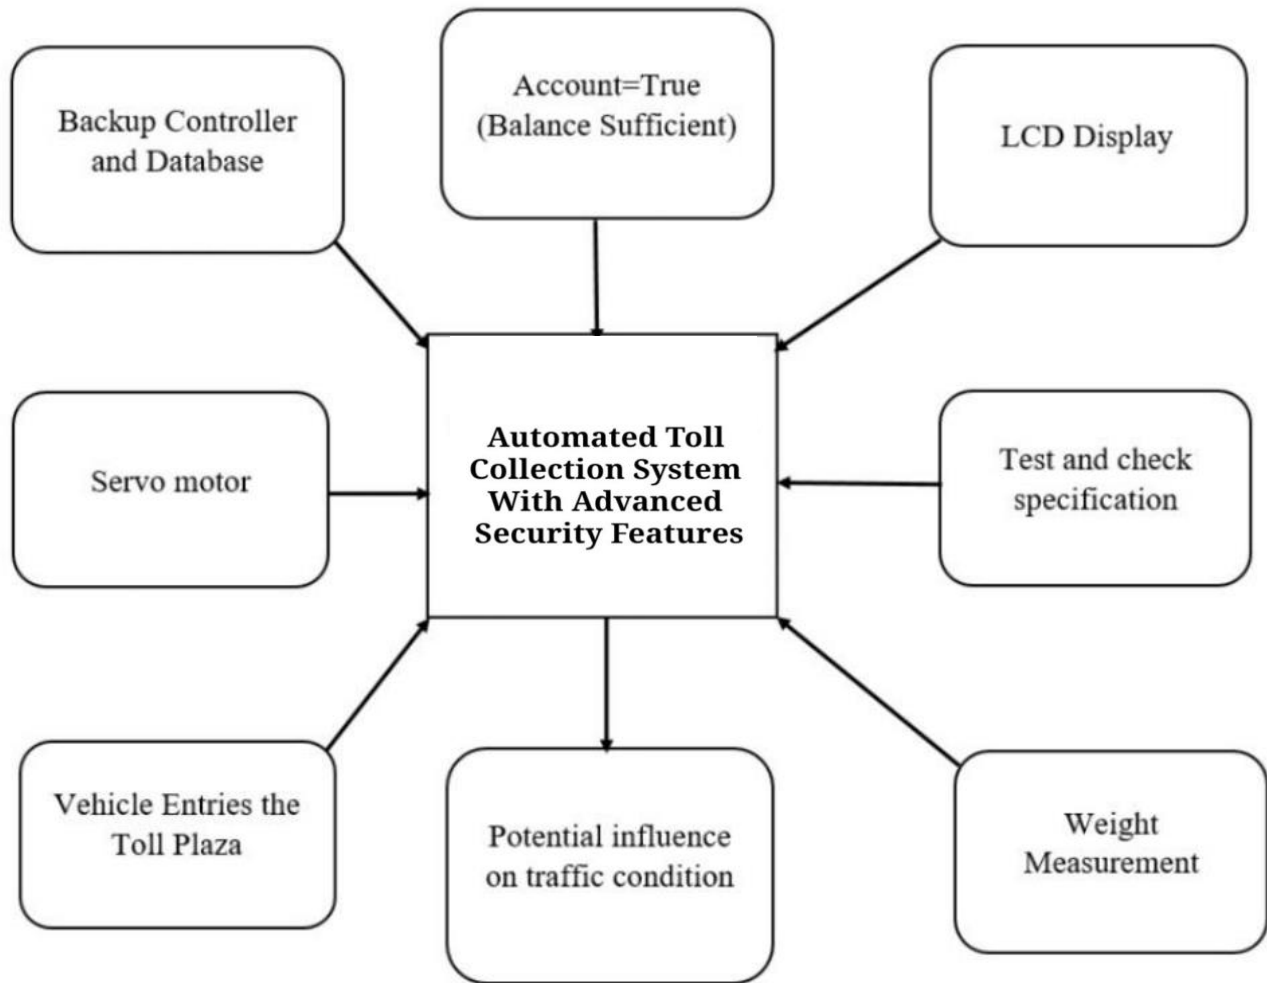 Backup Controller
and Database
Account=True
(Balance Sufficient)
LCD Display
Servo motor
Automated Toll
Collection System
With Advanced
Security Features
Test and check
specification
Vehicle Entries the
Toll Plaza
Potential influence
on traffic condition
Weight
Measurement